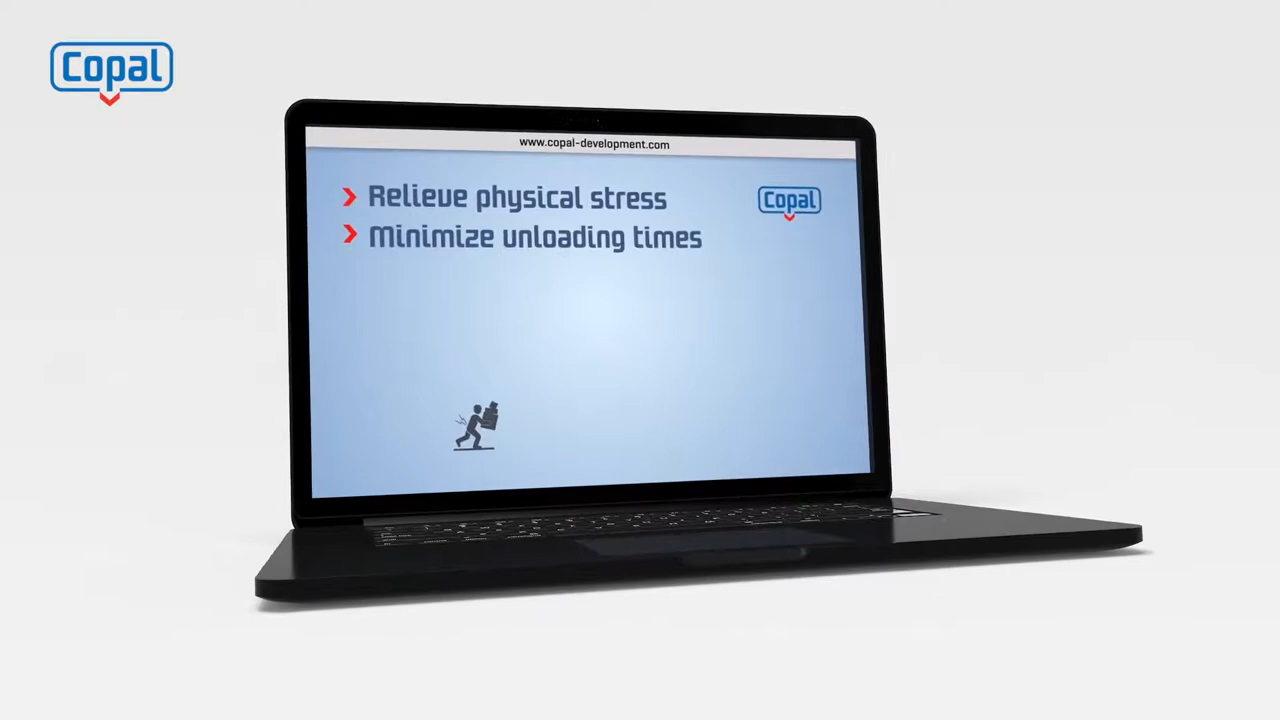 Copal
www.copal-development.com
Relieve physical stress
Copal
Minimize unloading times